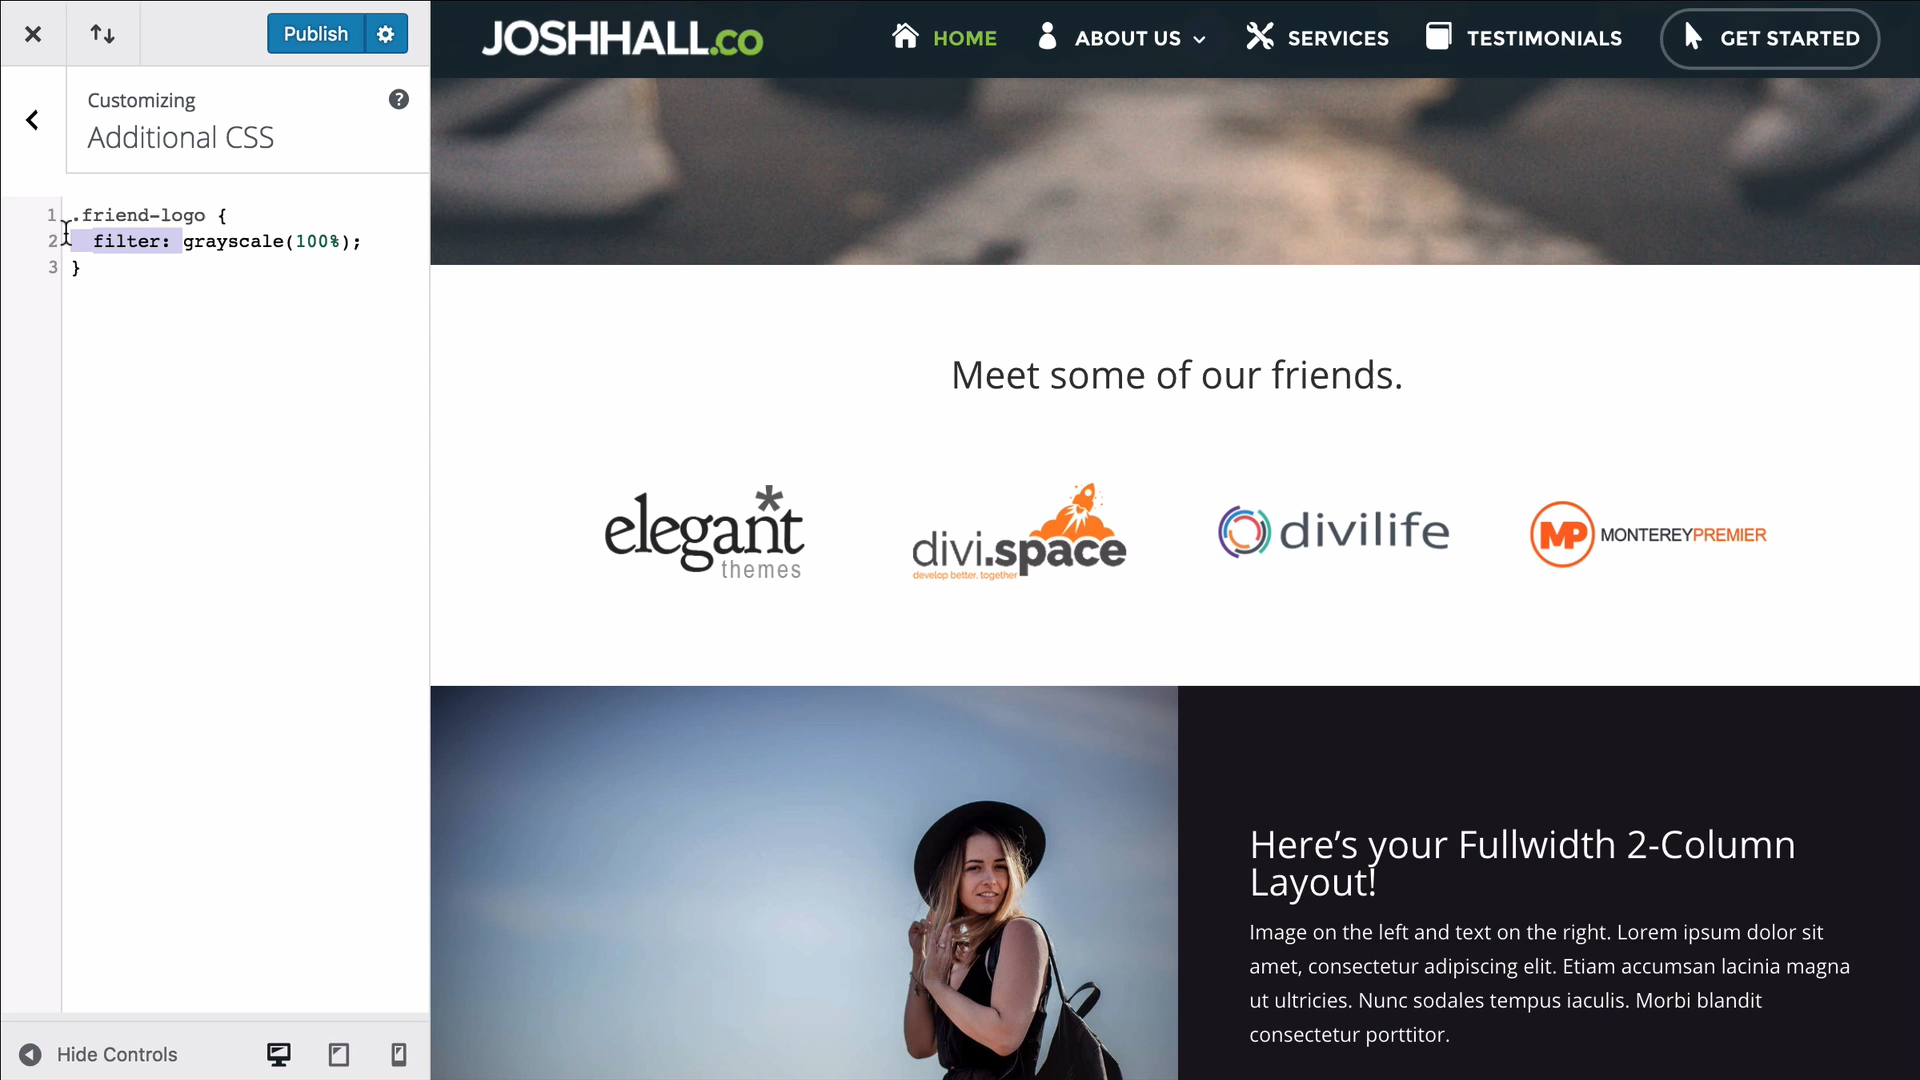 Publish
Customizing
Additional CSS
1 .friend-logo {
2 filter: grayscale(100%);
3 }
Hide Controls
JOSHHALL.co
HOME
ABOUT US
SERVICES
TESTIMONIALS
GET STARTED
Meet some of our friends.
elegant*
themes
divi.space
develop better. together
divilife
MP MONTEREYPREMIER
Here’s your Fullwidth 2-Column
Layout!
Image on the left and text on the right. Lorem ipsum dolor sit
amet, consectetur adipiscing elit. Etiam accumsan lacinia magna
ut ultricies. Nunc sodales tempus iaculis. Morbi blandit
consectetur porttitor.